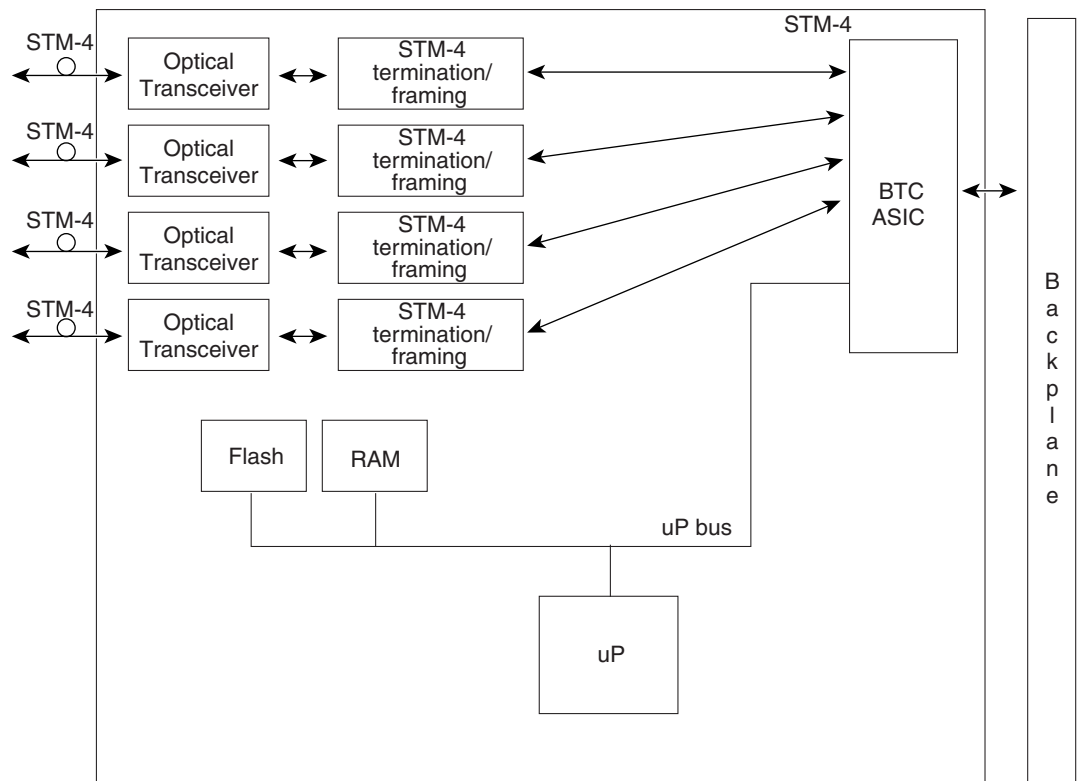 STM-4
STM-4
Optical
Transceiver
STM-4
termination/
framing
STM-4
Optical
Transceiver
STM-4
termination/
framing
BTC
ASIC
STM-4
Optical
Transceiver
STM-4
termination/
framing
STM-4
Optical
Transceiver
STM-4
termination/
framing
B
a
c
k
p
l
a
n
e
Flash
RAM
uP bus
uP